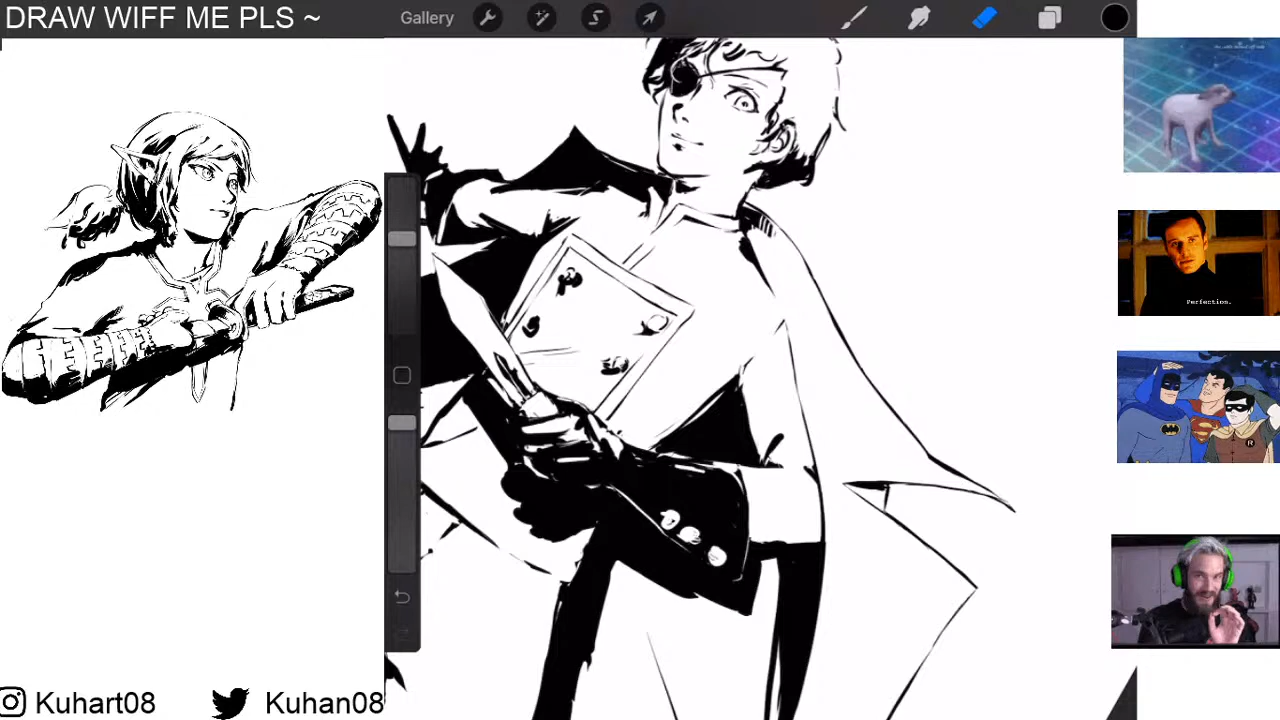 DRAW WIFF ME PLS ~
Gallery
Perfection.
Kuhart08
Kuhan08